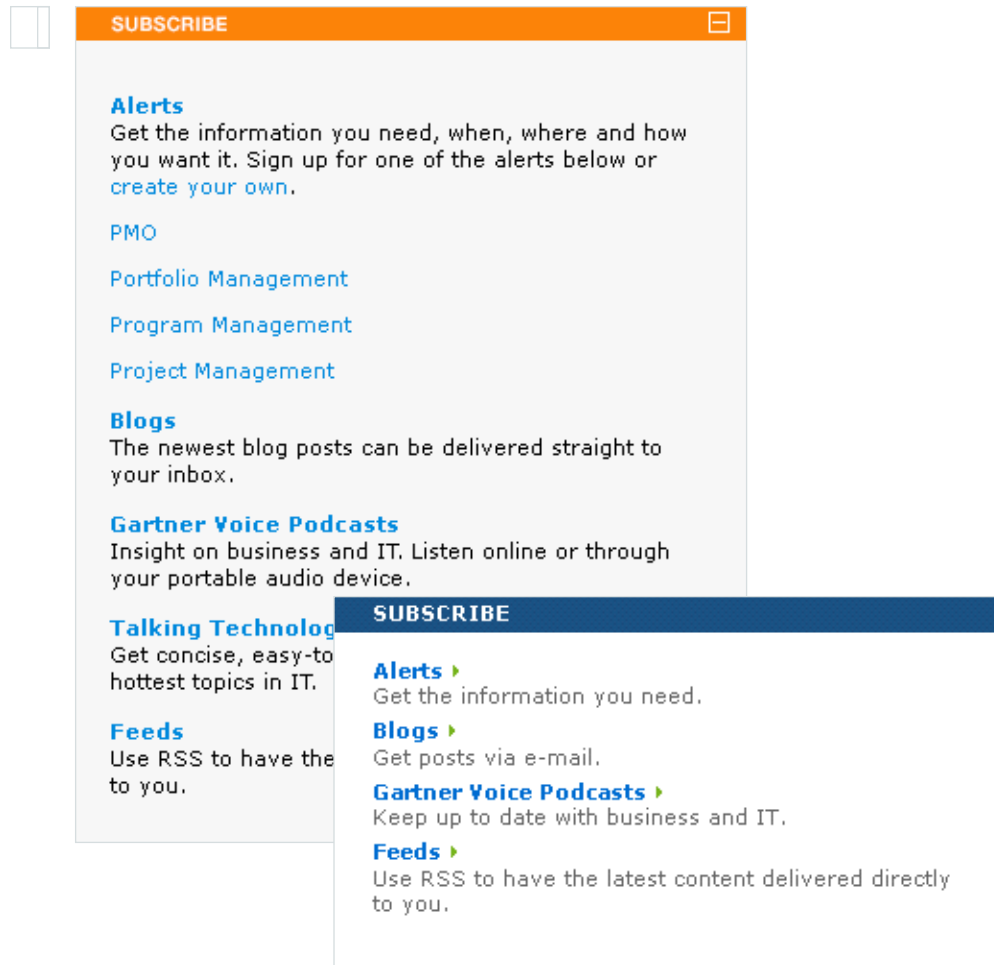 SUBSCRIBE
Alerts
Get the information you need, when, where and how
you want it. Sign up for one of the alerts below or
create your own.
PMO
Portfolio Management
Program Management
Project Management
Blogs
The newest blog posts can be delivered straight to
your inbox.
Gartner Voice Podcasts
Insight on business and IT. Listen online or through
your portable audio device.
Talking
Get concise, easy-to
hottest topics in IT.
Feeds
Use RSS to have the
to you.
SUBSCRIBE
Alerts
Get the information you need.
Blogs
Get posts via e-mail.
Gartner Voice Podcasts
Keep up to date with business and IT.
Feeds
Use RSS to have the latest content delivered directly
to you.